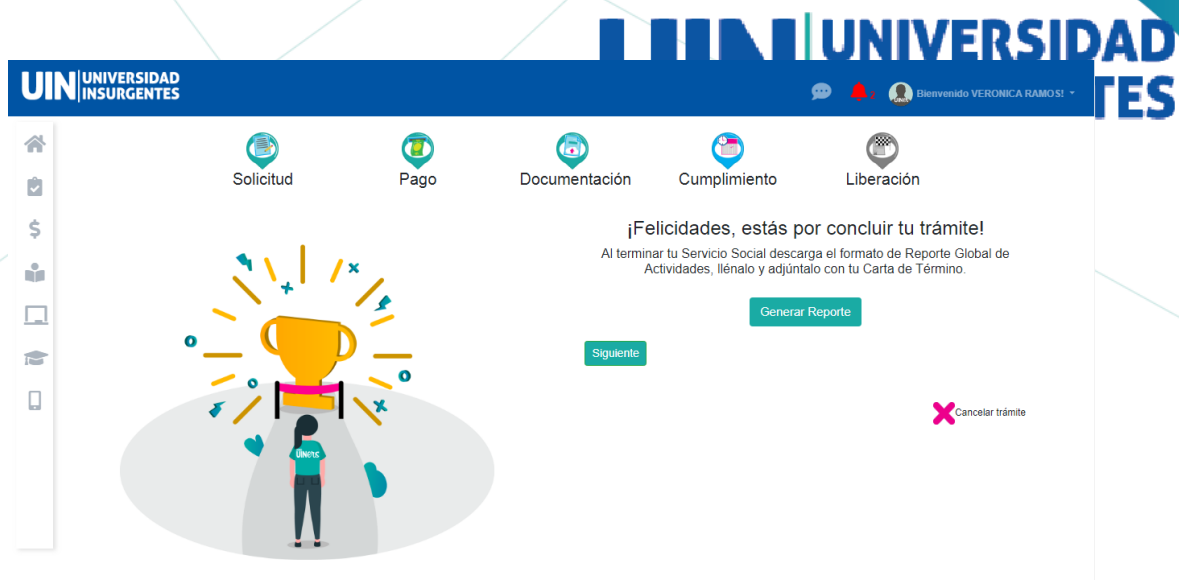 UIN UNIVERSIDAD
UIN UNIVERSIDAD
INSURGENTES
2
Bienvenido VERONICA RAMOS!
TES
Solicitud
Pago
Documentación
Cumplimiento
Liberación
¡Felicidades, estás por concluir tu trámite!
Al terminar tu Servicio Social descarga el formato de Reporte Global de
Actividades, llénalo y adjúntalo con tu Carta de Término.
Generar Reporte
Siguiente
Cancelar trámite
UINERS